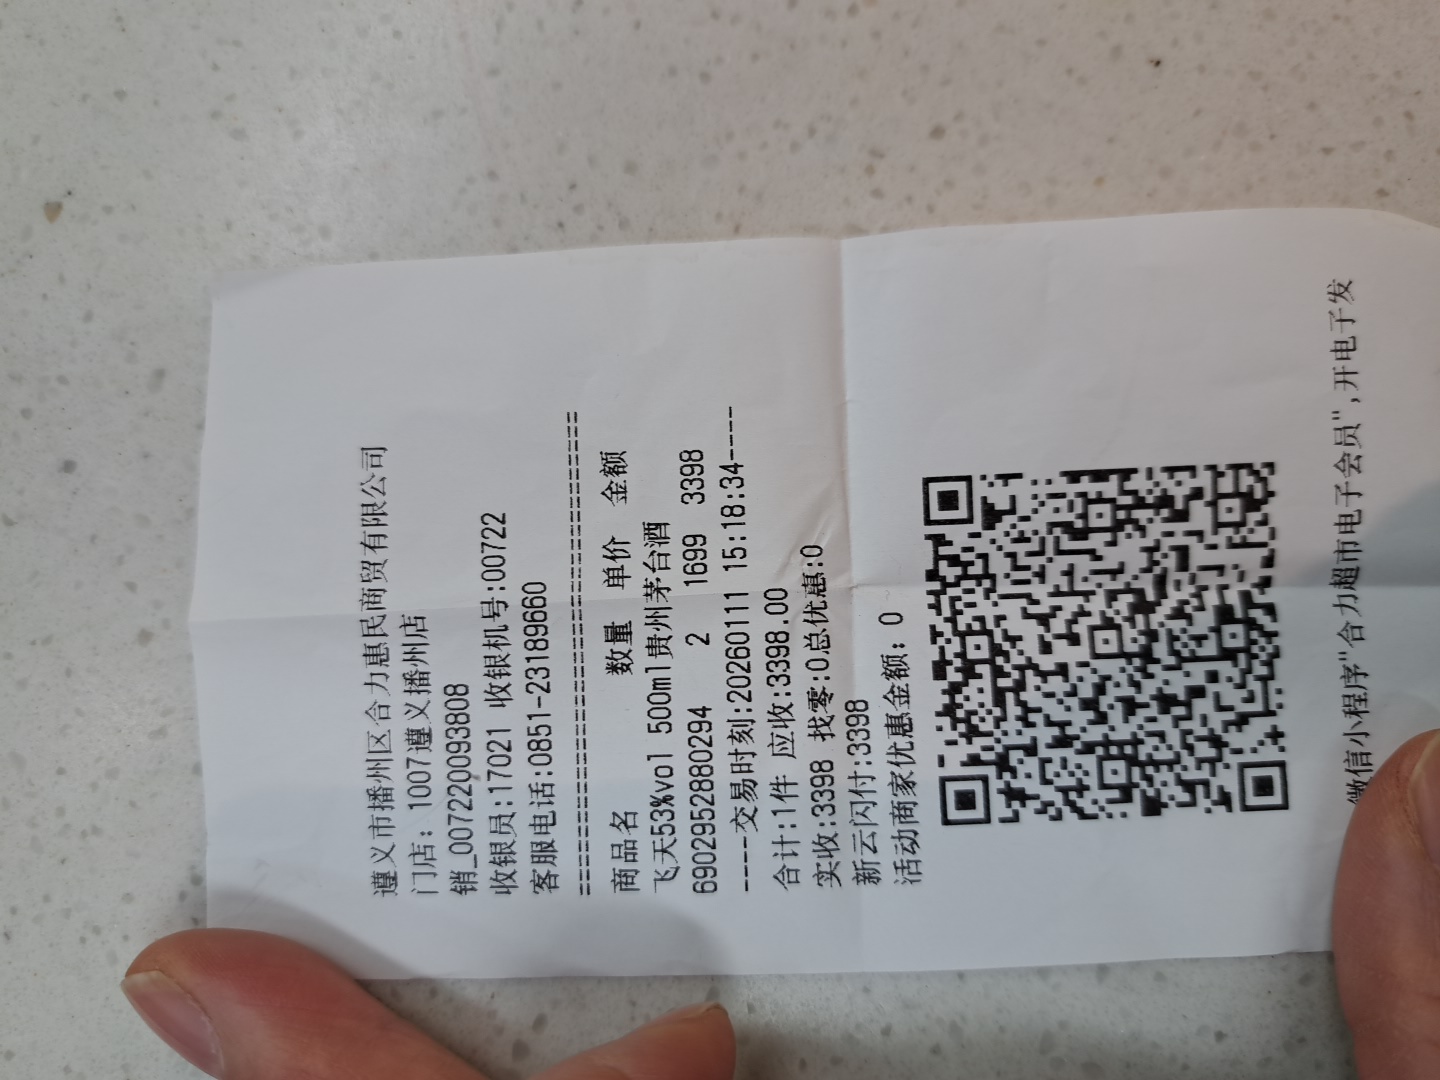 遵义市播州区合力惠民商贸有限公司
门店：1007遵义播州店
销_007220093808
收银员:17021 收银机号:00722
客服电话:0851-23189660
========================================
商品名 数量 单价 金额
飞天53%vol 500ml贵州茅台酒
6902952880294 2 1699 3398
----交易时刻:20260111 15:18:34----
合计:1件 应收:3398.00
实收:3398 找零:0总优惠:0
新云闪付:3398
活动商家优惠金额：0
微信小程序"合力超市电子会员",开电子发